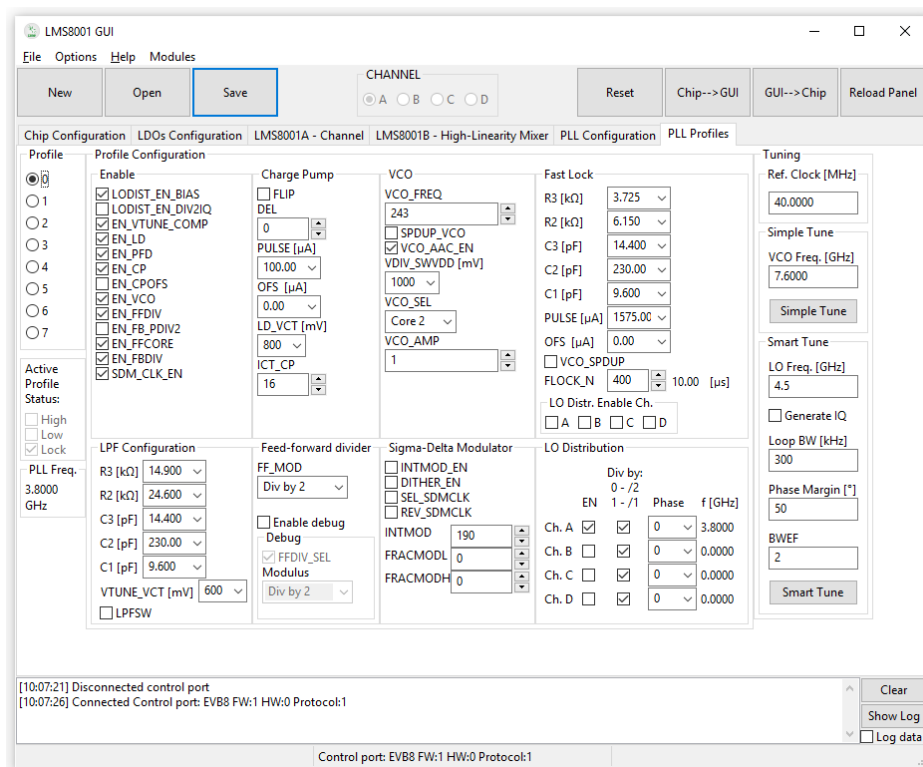 LMS8001 GUI
File Options Help Modules
New Open Save
CHANNEL
A B C D
Reset Chip-->GUI GUI-->Chip Reload Panel
Chip Configuration LDOs Configuration LMS8001A - Channel LMS8001B - High-Linearity Mixer PLL Configuration PLL Profiles
Profile
0
1
2
3
4
5
6
7
Active
Profile
Status:
High
Low
Lock
PLL Freq.
3.8000
GHz
Profile Configuration
Enable
LODIST_EN_BIAS
LODIST_EN_DIV2IQ
EN_VTUNE_COMP
EN_LD
EN_PFD
EN_CP
EN_CPOFS
EN_VCO
EN_FFDIV
EN_FB_PDIV2
EN_FFCORE
EN_FBDIV
SDM_CLK_EN
Charge Pump
FLIP
DEL
0
PULSE [µA]
100.00
OFS [µA]
0.00
LD_VCT [mV]
800
ICT_CP
16
VCO
VCO_FREQ
243
SPDUP_VCO
VCO_AAC_EN
VDIV_SWVDD [mV]
1000
VCO_SEL
Core 2
VCO_AMP
1
Fast Lock
R3 [kΩ] 3.725
R2 [kΩ] 6.150
C3 [pF] 14.400
C2 [pF] 230.00
C1 [pF] 9.600
PULSE [µA] 1575.00
OFS [µA] 0.00
VCO_SPDUP
FLOCK_N 400 10.00 [µs]
LO Distr. Enable Ch.
A B C D
LPF Configuration
R3 [kΩ] 14.900
R2 [kΩ] 24.600
C3 [pF] 14.400
C2 [pF] 230.00
C1 [pF] 9.600
VTUNE_VCT [mV] 600
LPFSW
Feed-forward divider
FF_MOD
Div by 2
Enable debug
Debug
FFDIV_SEL
Modulus
Div by 2
Sigma-Delta Modulator
INTMOD_EN
DITHER_EN
SEL_SDMCLK
REV_SDMCLK
INTMOD 190
FRACMODL 0
FRACMODH 0
LO Distribution
Div by:
0 - /2
EN 1 - /1 Phase f [GHz]
Ch. A 0 3.8000
Ch. B 0 0.0000
Ch. C 0 0.0000
Ch. D 0 0.0000
Tuning
Ref. Clock [MHz]
40.0000
Simple Tune
VCO Freq. [GHz]
7.6000
Simple Tune
Smart Tune
LO Freq. [GHz]
4.5
Generate IQ
Loop BW [kHz]
300
Phase Margin [°]
50
BWEF
2
Smart Tune
[10:07:21] Disconnected control port
[10:07:26] Connected Control port: EVB8 FW:1 HW:0 Protocol:1
Clear
Show Log
Log data
Control port: EVB8 FW:1 HW:0 Protocol:1